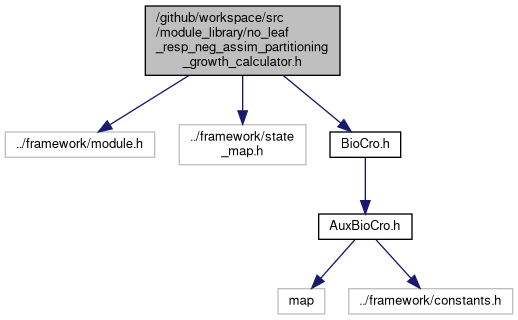 /github/workspace/src
/module_library/no_leaf
_resp_neg_assim_partitioning
_growth_calculator.h
../framework/module.h
../framework/state
_map.h
BioCro.h
AuxBioCro.h
map
../framework/constants.h